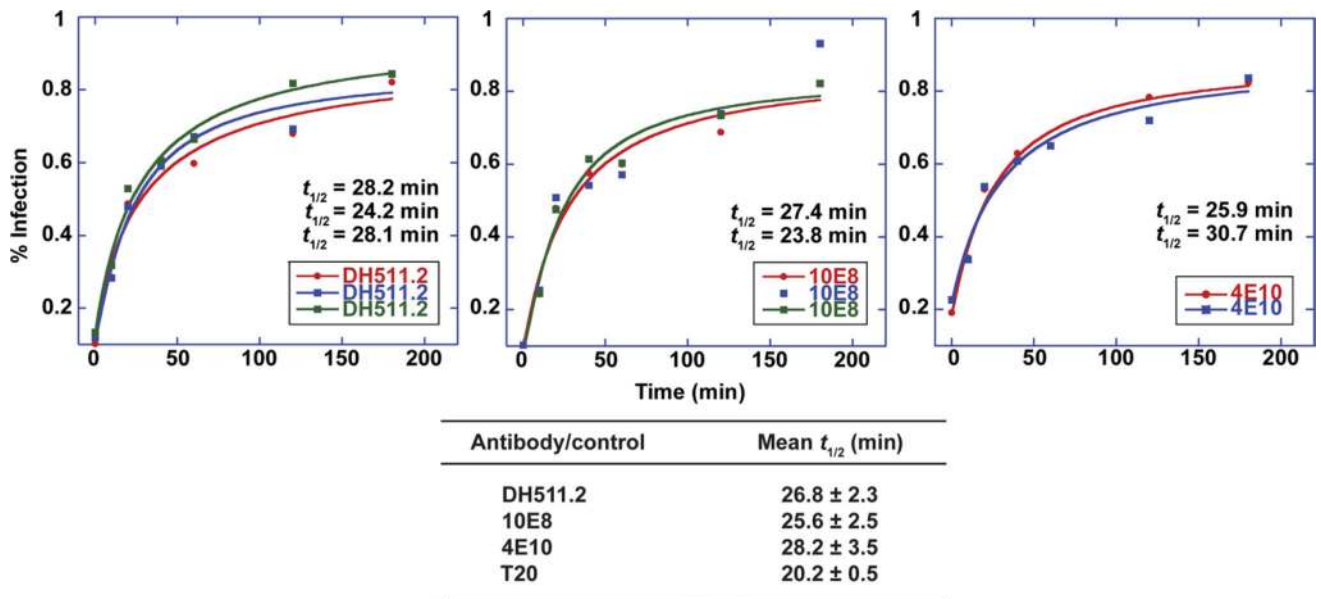 % Infection
1
0.8
0.6
0.4
0.2
0 50 100 150 200
t1/2 = 28.2 min
t1/2 = 24.2 min
t1/2 = 28.1 min
DH511.2
DH511.2
DH511.2
1
0.8
0.6
0.4
0.2
0 50 100 150 200
t1/2 = 27.4 min
t1/2 = 23.8 min
10E8
10E8
10E8
1
0.8
0.6
0.4
0.2
0 50 100 150 200
t1/2 = 25.9 min
t1/2 = 30.7 min
4E10
4E10
Time (min)
Antibody/control Mean t1/2 (min)
DH511.2 26.8 ± 2.3
10E8 25.6 ± 2.5
4E10 28.2 ± 3.5
T20 20.2 ± 0.5